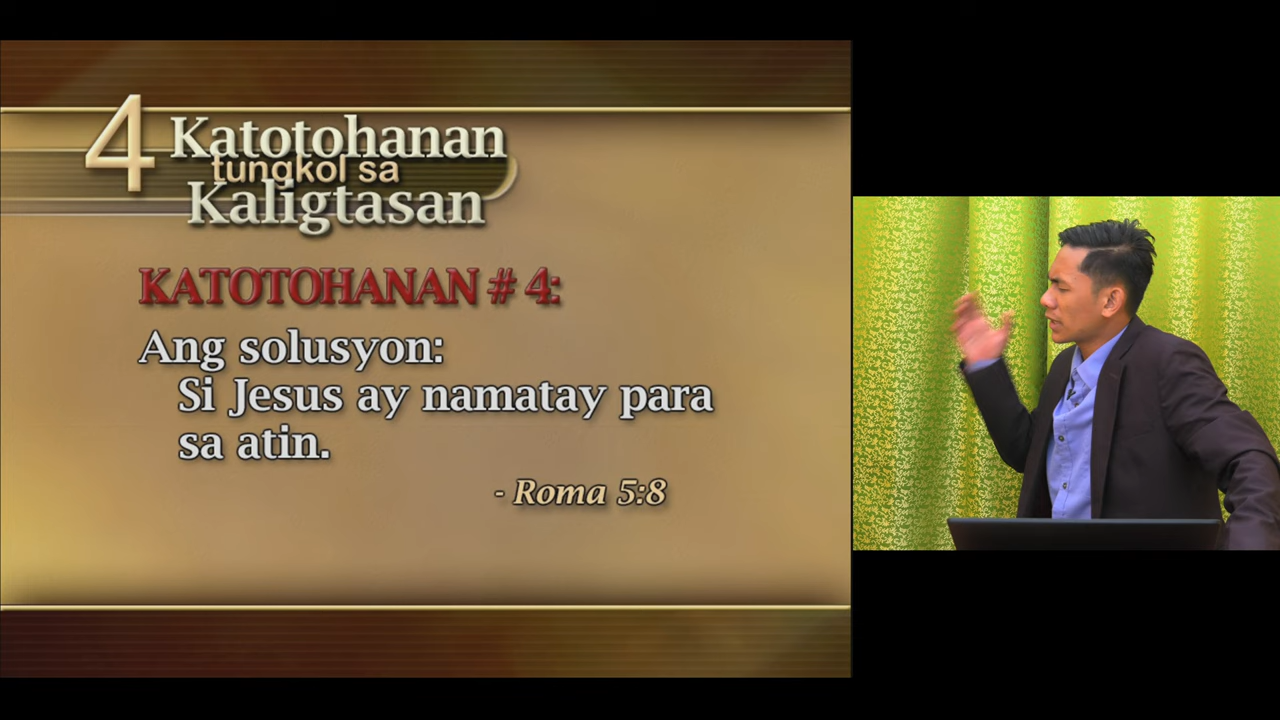 4 Katotohanan
tungkol sa
Kaligtasan
KATOTOHANAN # 4:
Ang solusyon:
Si Jesus ay namatay para
sa atin.
- Roma 5:8